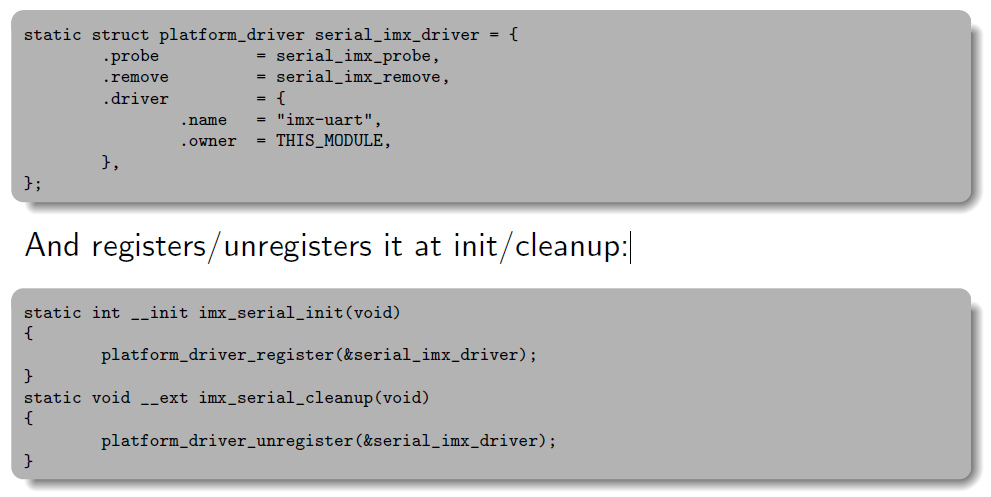 static struct platform_driver serial_imx_driver = {
        .probe          = serial_imx_probe,
        .remove         = serial_imx_remove,
        .driver         = {
                .name   = "imx-uart",
                .owner  = THIS_MODULE,
        },
};
And registers/unregisters it at init/cleanup:
static int __init imx_serial_init(void)
{
        platform_driver_register(&serial_imx_driver);
}
static void __ext imx_serial_cleanup(void)
{
        platform_driver_unregister(&serial_imx_driver);
}